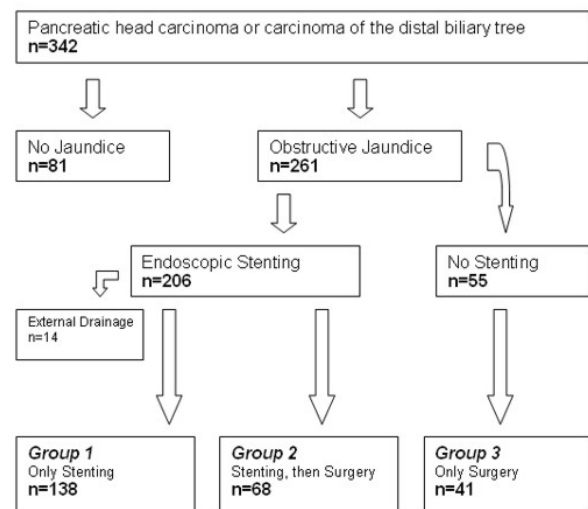 Pancreatic head carcinoma or carcinoma of the distal biliary tree
n=342
No Jaundice
n=81
Obstructive Jaundice
n=261
Endoscopic Stenting
n=206
No Stenting
n=55
External Drainage
n=14
Group 1
Only Stenting
n=138
Group 2
Stenting, then Surgery
n=68
Group 3
Only Surgery
n=41